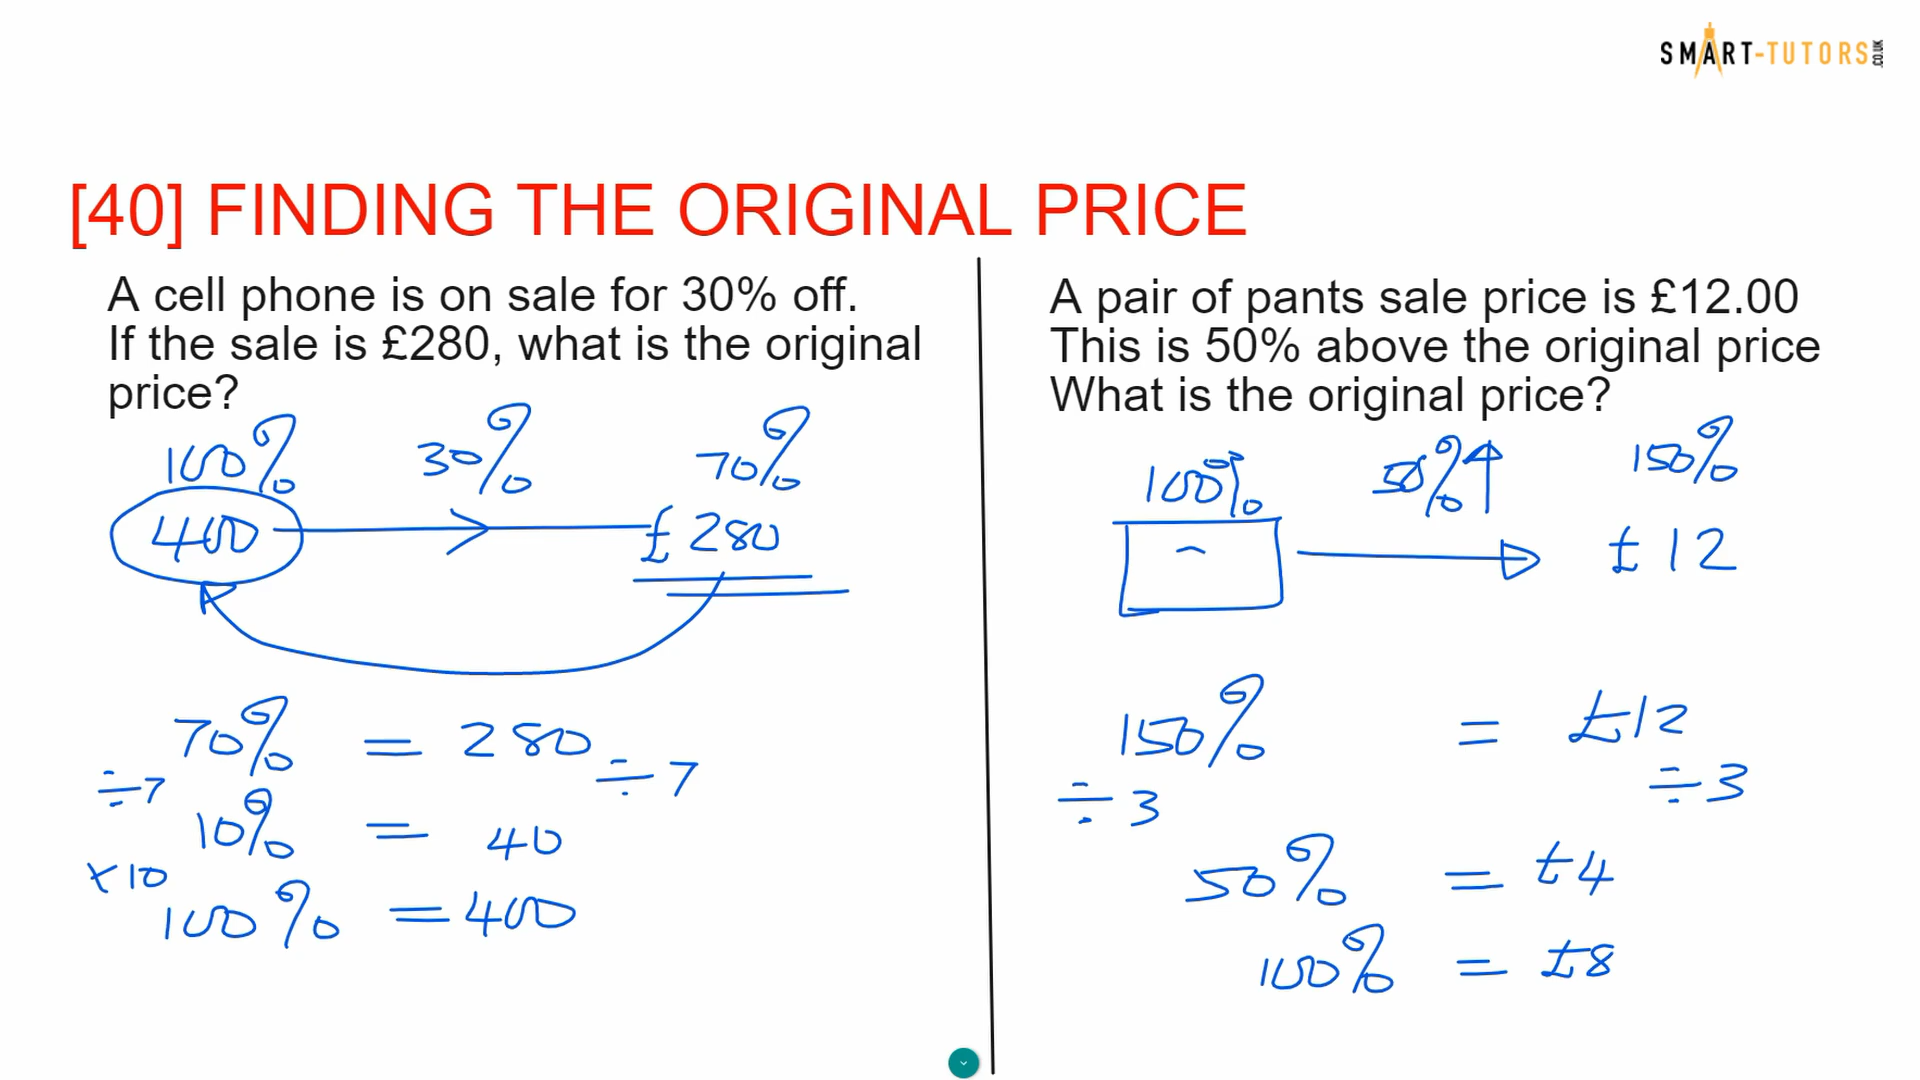 SMART-TUTORS.CO.UK
[40] FINDING THE ORIGINAL PRICE
A cell phone is on sale for 30% off.
If the sale is £280, what is the original
price?
100% 30% 70%
400 £280
70% = 280
÷7 ÷7
10% = 40
×10
100% = 400
A pair of pants sale price is £12.00
This is 50% above the original price
What is the original price?
100% 50% 150%
£12
150% = £12
÷3 ÷3
50% = £4
100% = £8